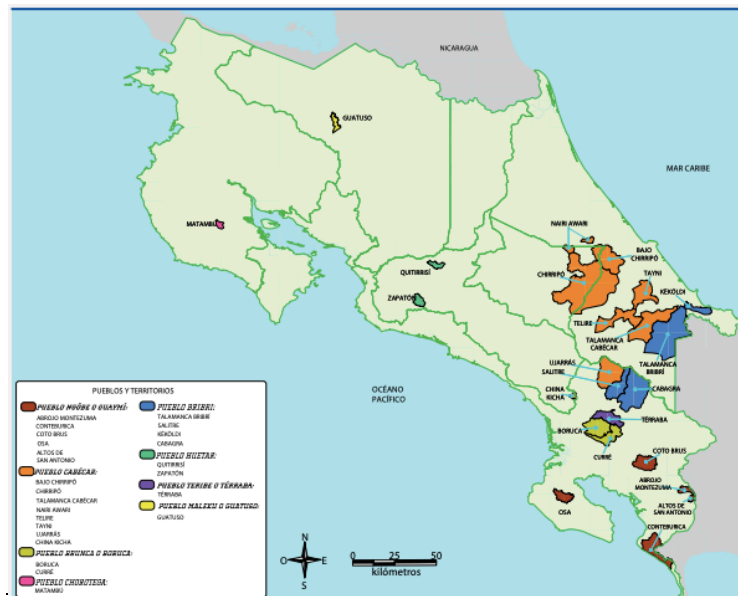 NICARAGUA
GUATUSO
MAR CARIBE
MATAMBÚ
NAIRI AWARI
BAJO
CHIRRIPÓ
QUITIRRISÍ
CHIRRIPÓ
TAYNI
KÉKÖLDI
ZAPATÓN
TELIRE
TALAMANCA
CABÉCAR
UJARRÁS
SALITRE
TALAMANCA
BRIBRÍ
OCÉANO
PACÍFICO
CHINA
KICHA
CABAGRA
TÉRRABA
BORUCA
CURRÉ
COTO BRUS
ABROJO
MONTEZUMA
ALTOS DE
SAN ANTONIO
OSA
CONTEBURICA
PUEBLOS Y TERRITORIOS
PUEBLO NGÖBE O GUAYMÍ:
ABROJO MONTEZUMA
CONTEBURICA
COTO BRUS
OSA
ALTOS DE
SAN ANTONIO
PUEBLO CABÉCAR:
BAJO CHIRRIPÓ
CHIRRIPÓ
TALAMANCA CABÉCAR
NAIRI AWARI
TELIRE
TAYNI
UJARRÁS
CHINA KICHA
PUEBLO BRUNCA O BORUCA:
BORUCA
CURRÉ
PUEBLO CHOROTEGA:
MATAMBÚ
PUEBLO BRIBRI:
TALAMANCA BRIBRÍ
SALITRE
KÉKÖLDI
CABAGRA
PUEBLO HUETAR:
QUITIRRISÍ
ZAPATÓN
PUEBLO TERIBE O TÉRRABA:
TÉRRABA
PUEBLO MALEKU O GUATUSO:
GUATUSO
N
O E
S
0 25 50
kilómetros